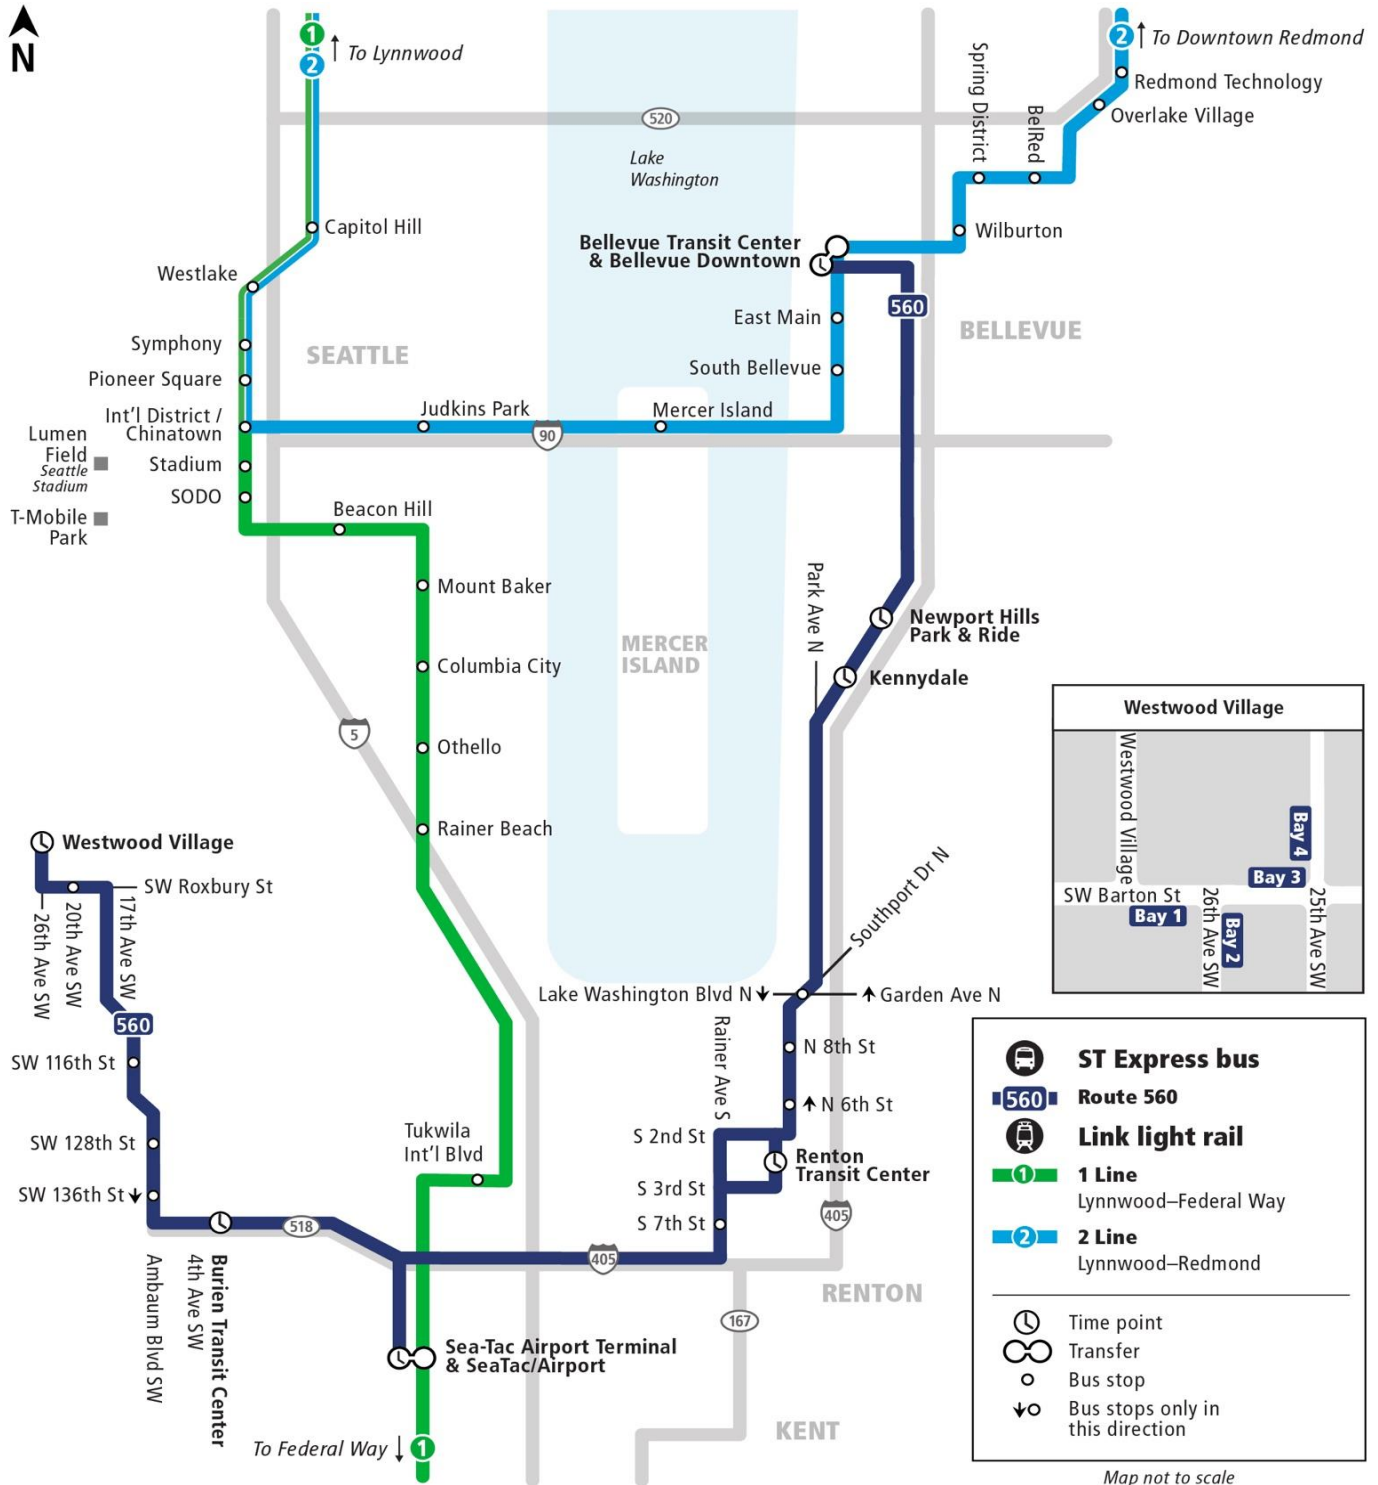 N
1
2
To Lynnwood
2
To Downtown Redmond
Redmond Technology
Overlake Village
Spring District
BelRed
520
Lake
Washington
Capitol Hill
Wilburton
Bellevue Transit Center
& Bellevue Downtown
Westlake
560
East Main
BELLEVUE
Symphony
SEATTLE
South Bellevue
Pioneer Square
Int'l District /
Chinatown
Judkins Park
90
Mercer Island
Lumen
Field
Seattle
Stadium
Stadium
SODO
T-Mobile
Park
Beacon Hill
Mount Baker
Park Ave N
Newport Hills
Park & Ride
MERCER
ISLAND
Columbia City
Kennydale
5
Othello
Rainer Beach
Westwood Village
SW Roxbury St
26th Ave SW
20th Ave SW
17th Ave SW
560
SW 116th St
SW 128th St
SW 136th St
518
Ambaum Blvd SW
4th Ave SW
Burien Transit Center
Tukwila
Int'l Blvd
405
Sea-Tac Airport Terminal
& SeaTac/Airport
To Federal Way
1
Southport Dr N
Lake Washington Blvd N
Garden Ave N
Rainer Ave S
N 8th St
N 6th St
S 2nd St
Renton
Transit Center
S 3rd St
S 7th St
405
RENTON
167
KENT
Westwood Village
Westwood Village
Bay 4
Bay 3
SW Barton St
Bay 1
26th Ave SW
Bay 2
25th Ave SW
ST Express bus
560
Route 560
Link light rail
1
1 Line
Lynnwood–Federal Way
2
2 Line
Lynnwood–Redmond
Time point
Transfer
Bus stop
Bus stops only in
this direction
Map not to scale